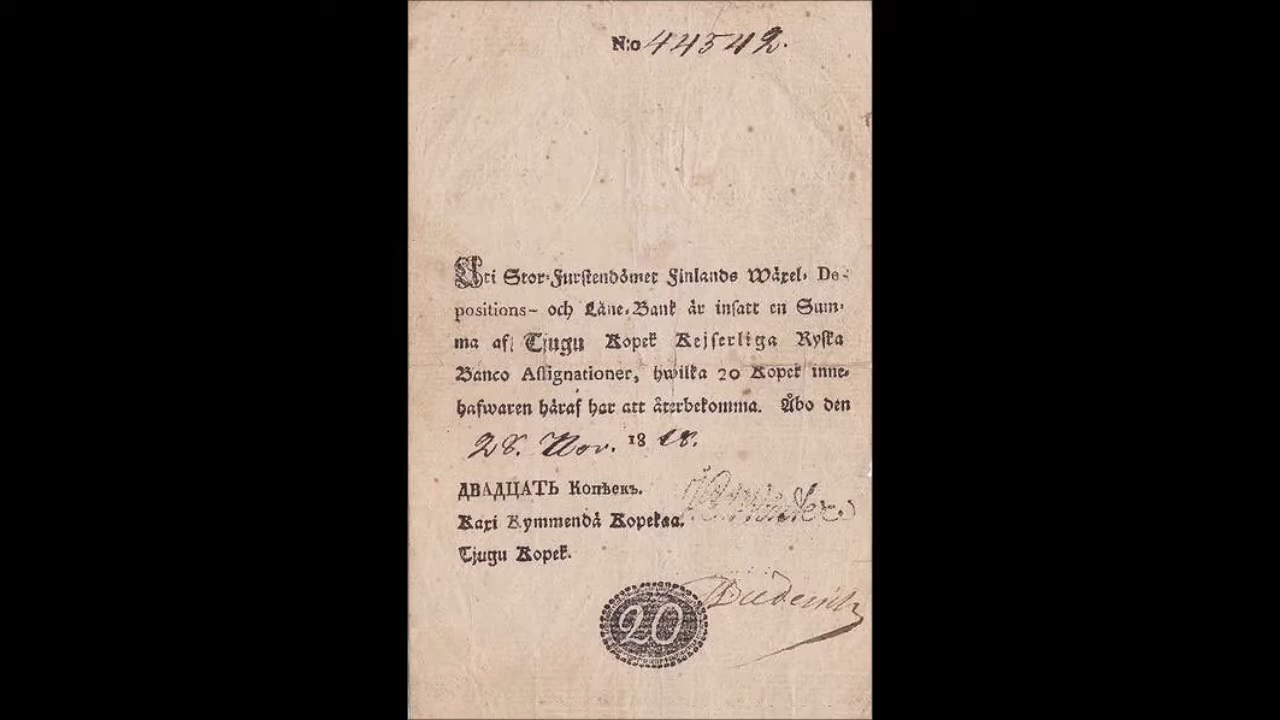 N:o 44542.
Uti Stor-Furstendömet Finlands Wäxel- De-
positions- och Låne-Bank är insatt en Sum-
ma af Tjugu Kopek Kejserliga Ryska
Banco Assignationer, hwilka 20 Kopek inne-
hafwaren häraf har att återbekomma. Åbo den
28. Nov. 1818.
ДВАДЦАТЬ Копѣекъ.
Kaxi Kymmendä Kopekaa.
Tjugu Kopek.
20